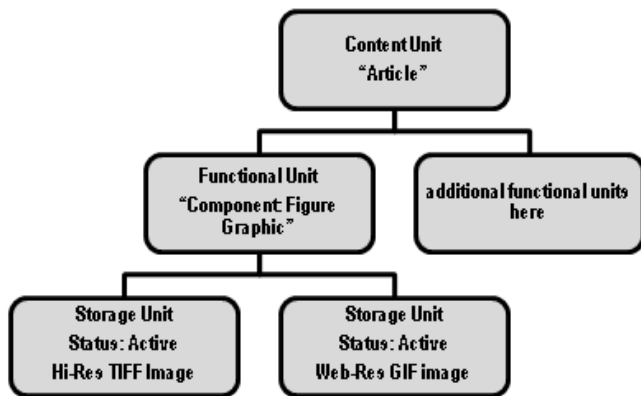 Content Unit
“Article”
Functional Unit
“Component: Figure
Graphic”
additional functional units
here
Storage Unit
Status: Active
Hi-Res TIFF Image
Storage Unit
Status: Active
Web-Res GIF image